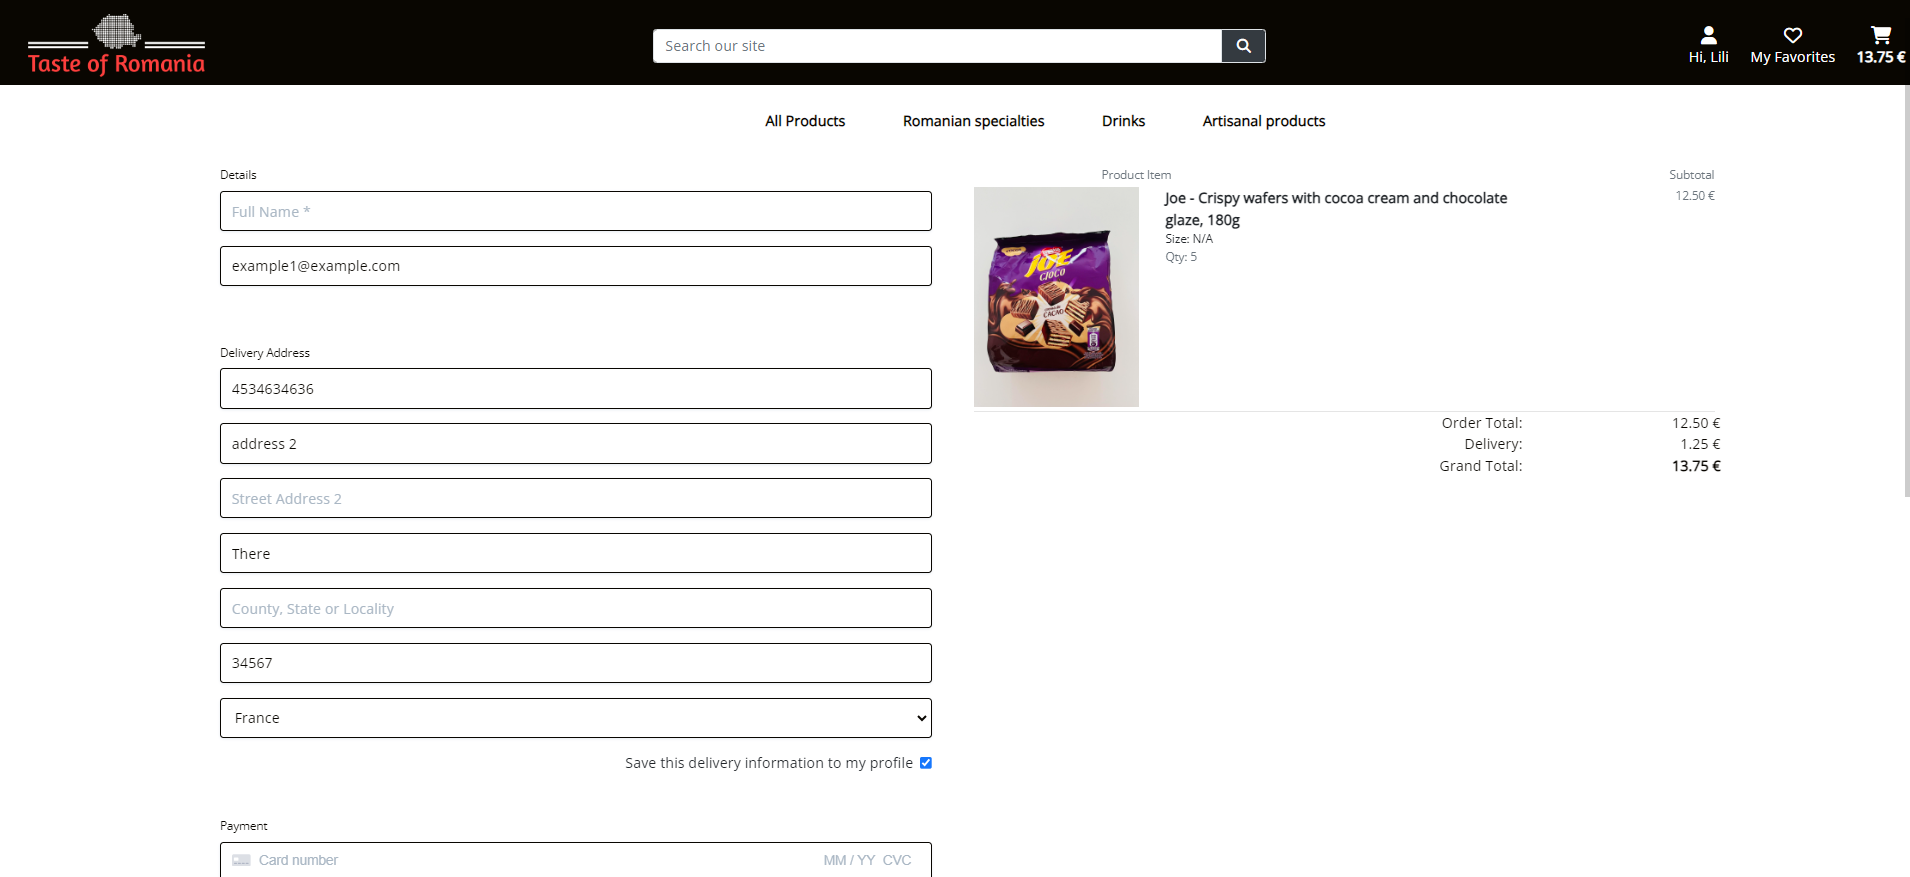 Taste of Romania
Search our site
Hi, Lili
My Favorites
13.75 €
All Products
Romanian specialties
Drinks
Artisanal products
Details
Full Name *
example1@example.com
Delivery Address
4534634636
address 2
Street Address 2
There
County, State or Locality
34567
France
Save this delivery information to my profile
Payment
Card number MM / YY CVC
Product Item Subtotal
Joe - Crispy wafers with cocoa cream and chocolate 12.50 €
glaze, 180g
Size: N/A
Qty: 5
JOE
CIOCO
CACAO
Order Total: 12.50 €
Delivery: 1.25 €
Grand Total: 13.75 €